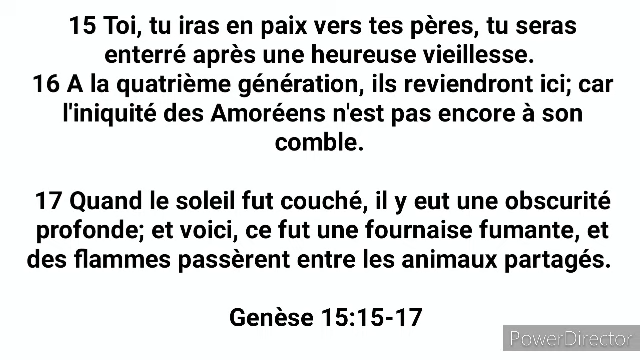 15 Toi, tu iras en paix vers tes pères, tu seras
enterré après une heureuse vieillesse.
16 A la quatrième génération, ils reviendront ici; car
l'iniquité des Amoréens n'est pas encore à son
comble.
17 Quand le soleil fut couché, il y eut une obscurité
profonde; et voici, ce fut une fournaise fumante, et
des flammes passèrent entre les animaux partagés.
Genèse 15:15-17
PowerDirector